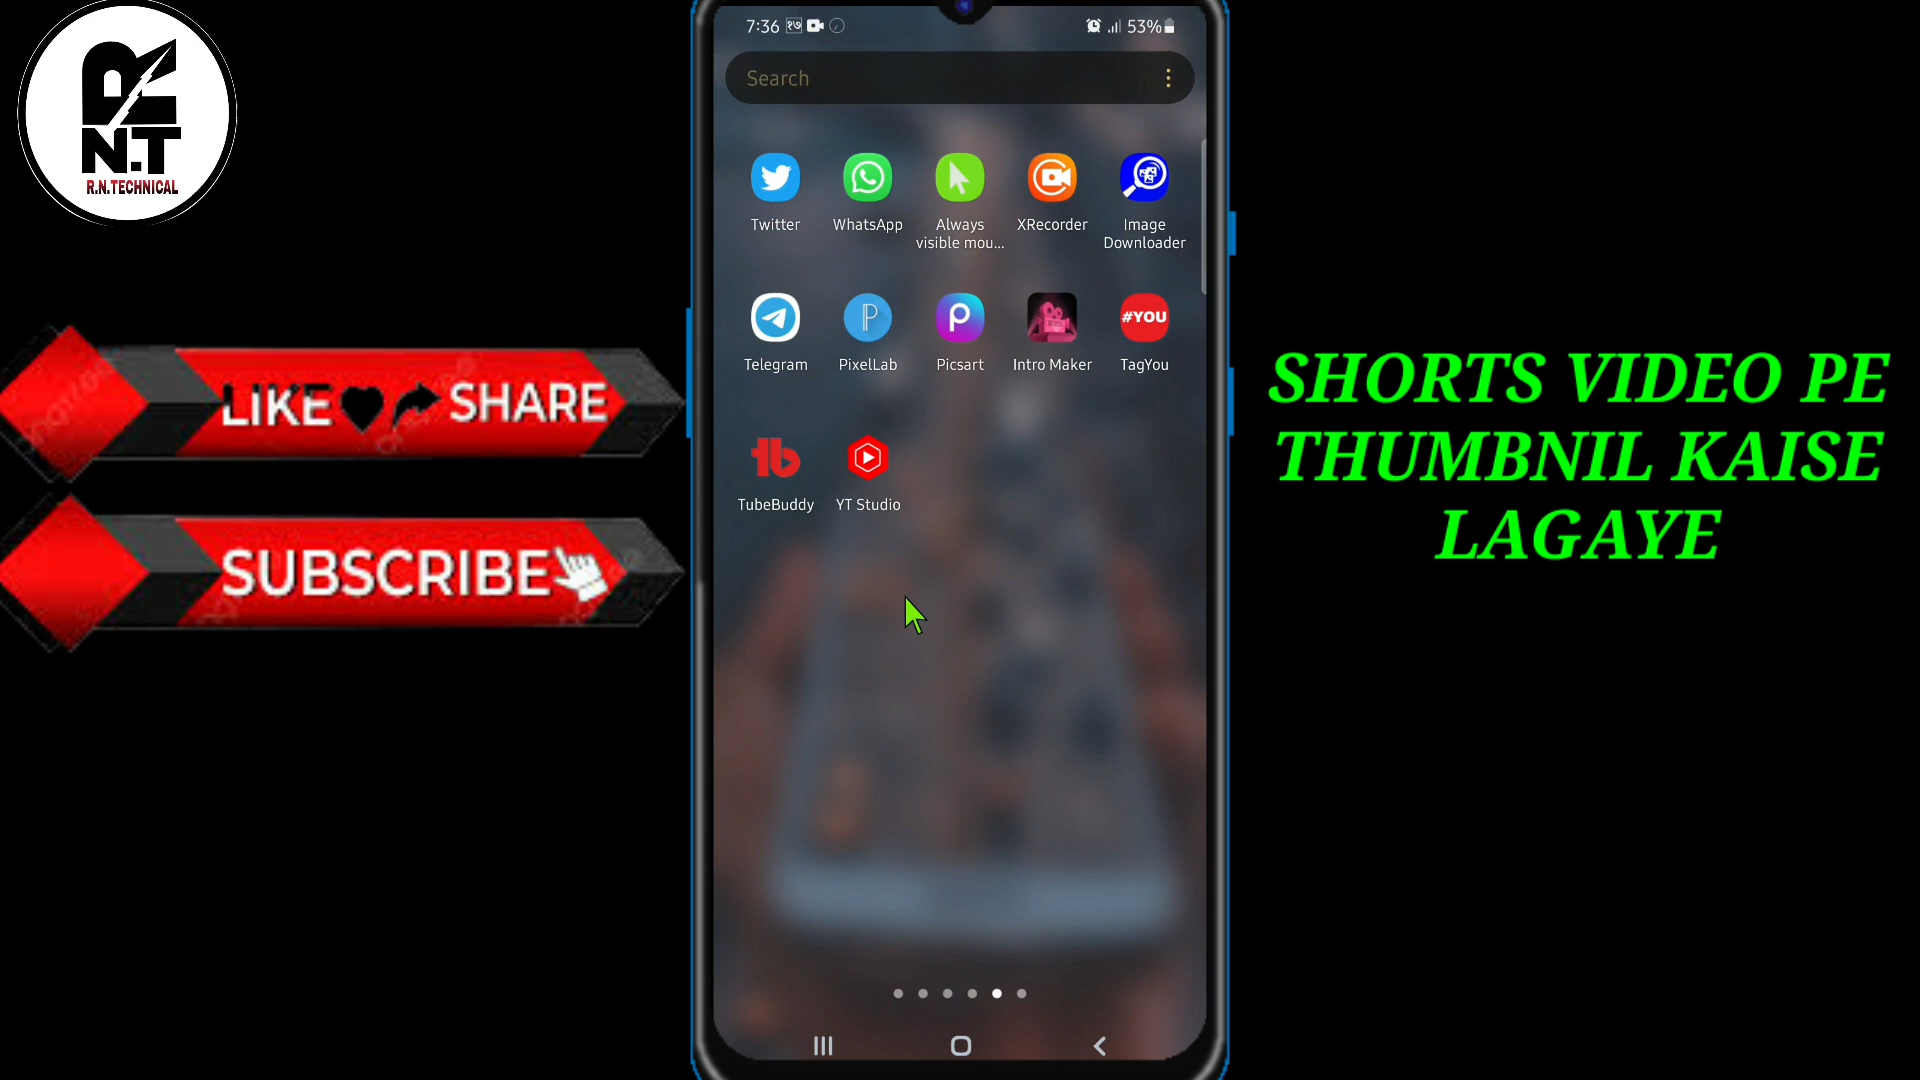 R
N.T
R.N.TECHNICAL
7:36
53%
Search
Twitter
WhatsApp
Always visible mou...
XRecorder
Image Downloader
#YOU
Telegram
PixelLab
Picsart
Intro Maker
TagYou
tb
TubeBuddy
YT Studio
LIKE SHARE
SUBSCRIBE
SHORTS VIDEO PE
THUMBNIL KAISE
LAGAYE